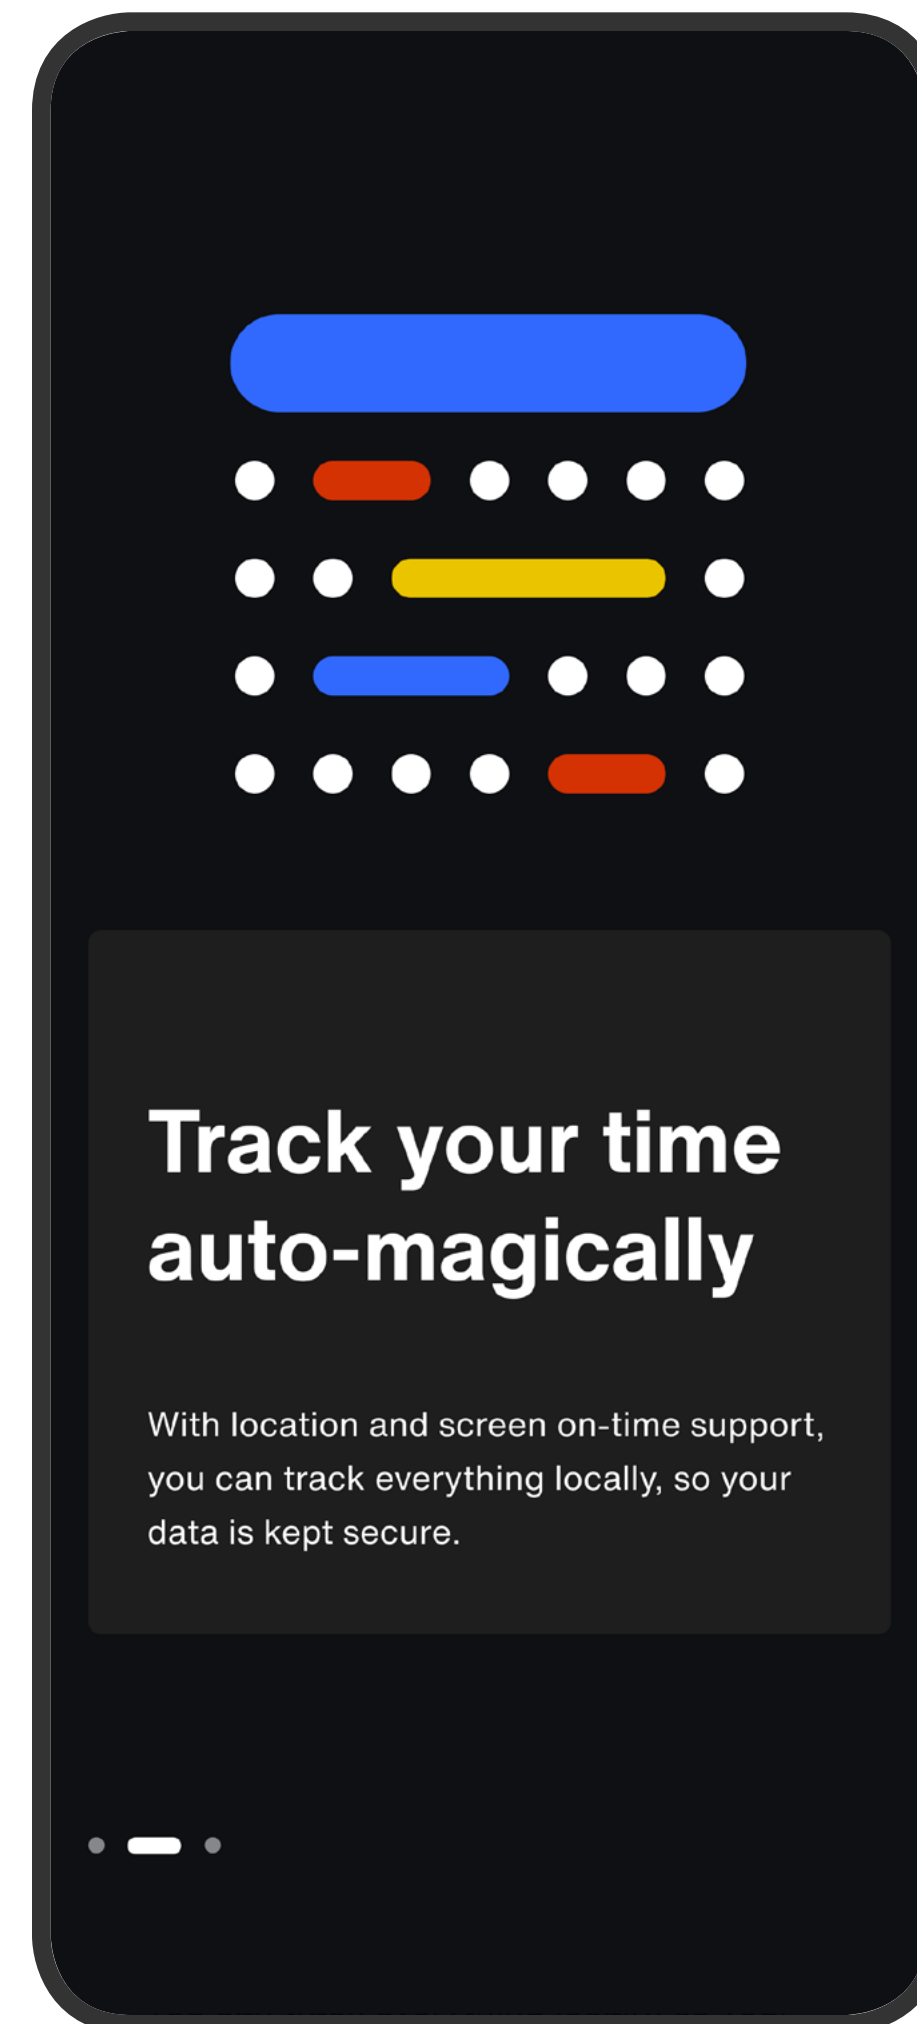 Track your time
auto-magically
With location and screen on-time support,
you can track everything locally, so your
data is kept secure.